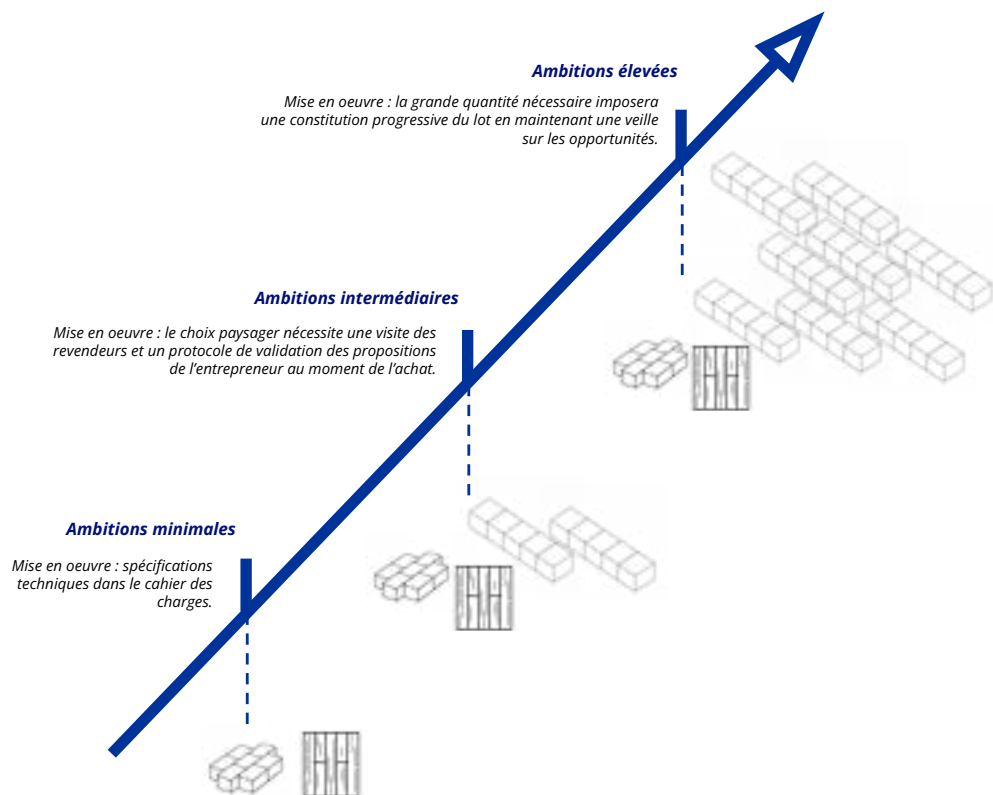 Ambitions élevées
Mise en oeuvre : la grande quantité nécessaire imposera
une constitution progressive du lot en maintenant une veille
sur les opportunités.
Ambitions intermédiaires
Mise en oeuvre : le choix paysager nécessite une visite des
revendeurs et un protocole de validation des propositions
de l’entrepreneur au moment de l’achat.
Ambitions minimales
Mise en oeuvre : spécifications
techniques dans le cahier des
charges.